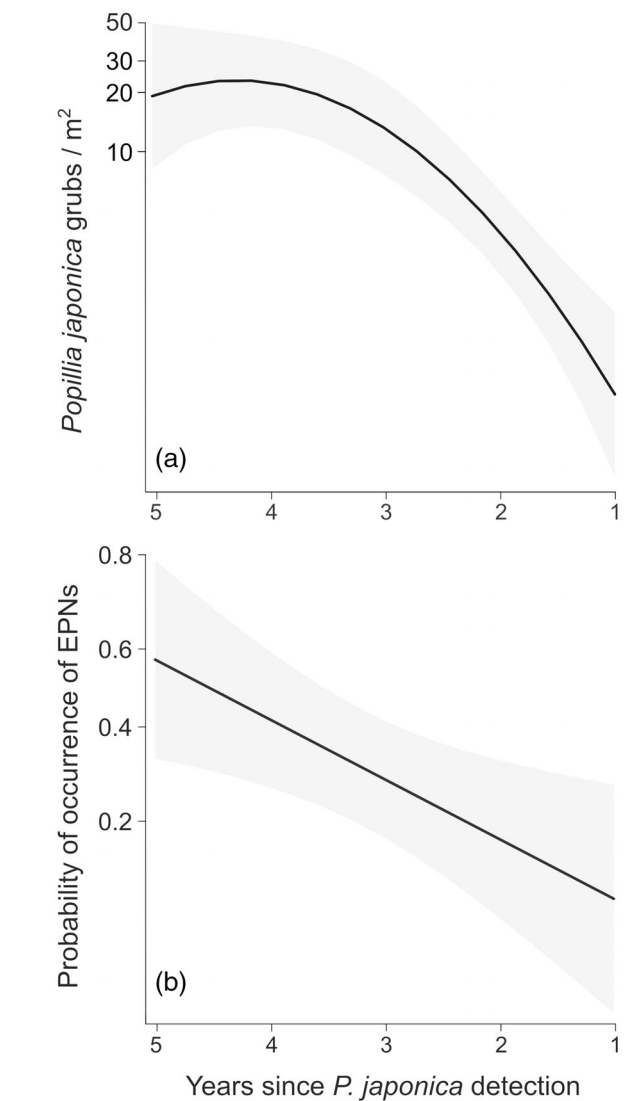 50
30
20
10
Popillia japonica grubs / m²
(a)
5 4 3 2 1
0.8
0.6
0.4
0.2
Probability of occurrence of EPNs
(b)
5 4 3 2 1
Years since P. japonica detection